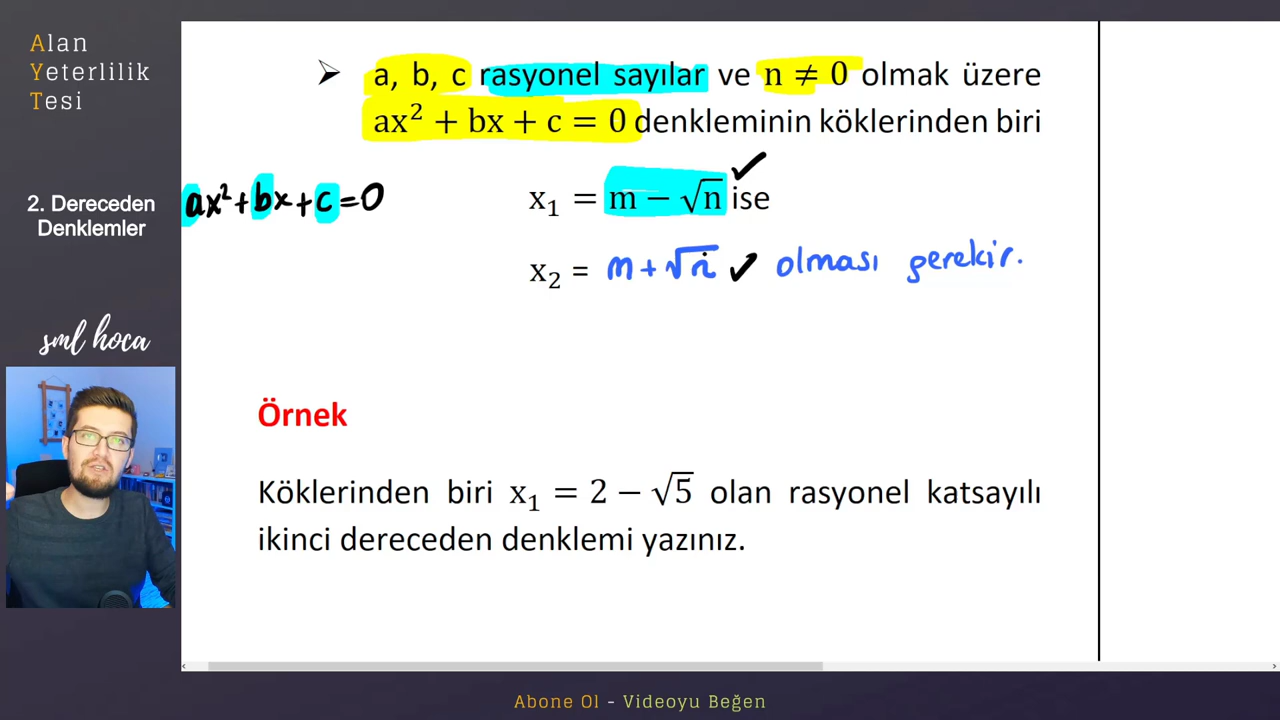 Alan
Yeterlilik
Tesi
2. Dereceden
Denklemler
sml hoca
➤ a, b, c rasyonel sayılar ve n ≠ 0 olmak üzere
ax² + bx + c = 0 denkleminin köklerinden biri
ax²+bx+c=0
x₁ = m − √n ise
x₂ = m + √n olması gerekir.
Örnek
Köklerinden biri x₁ = 2 − √5 olan rasyonel katsayılı
ikinci dereceden denklemi yazınız.
Abone Ol - Videoyu Beğen